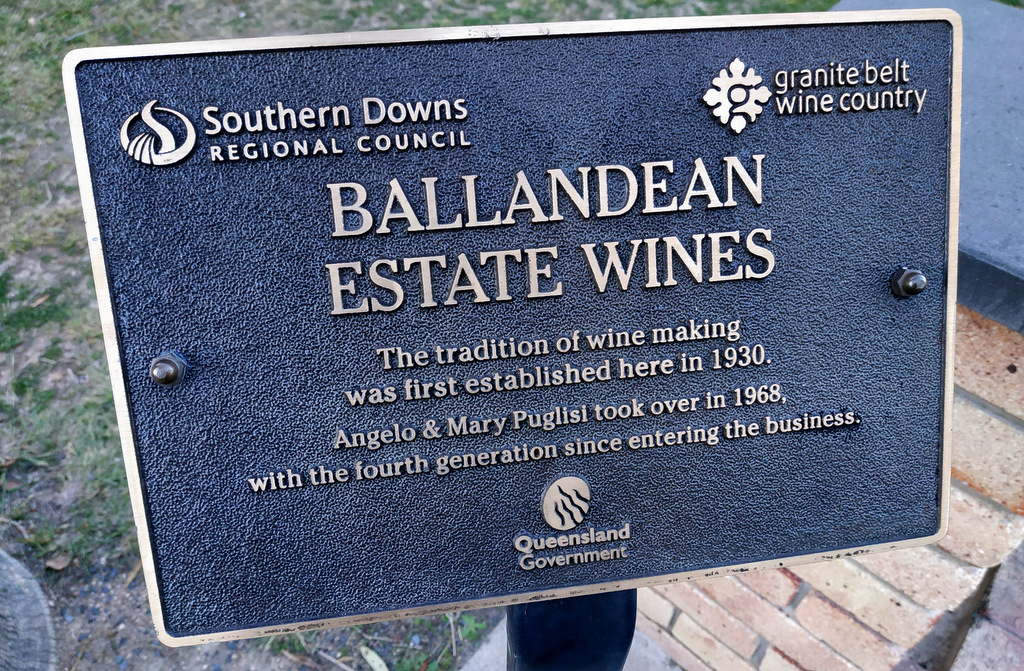 Southern Downs
REGIONAL COUNCIL
granite belt
wine country
BALLANDEAN
ESTATE WINES
The tradition of wine making
was first established here in 1930.
Angelo & Mary Puglisi took over in 1968,
with the fourth generation since entering the business.
Queensland
Government